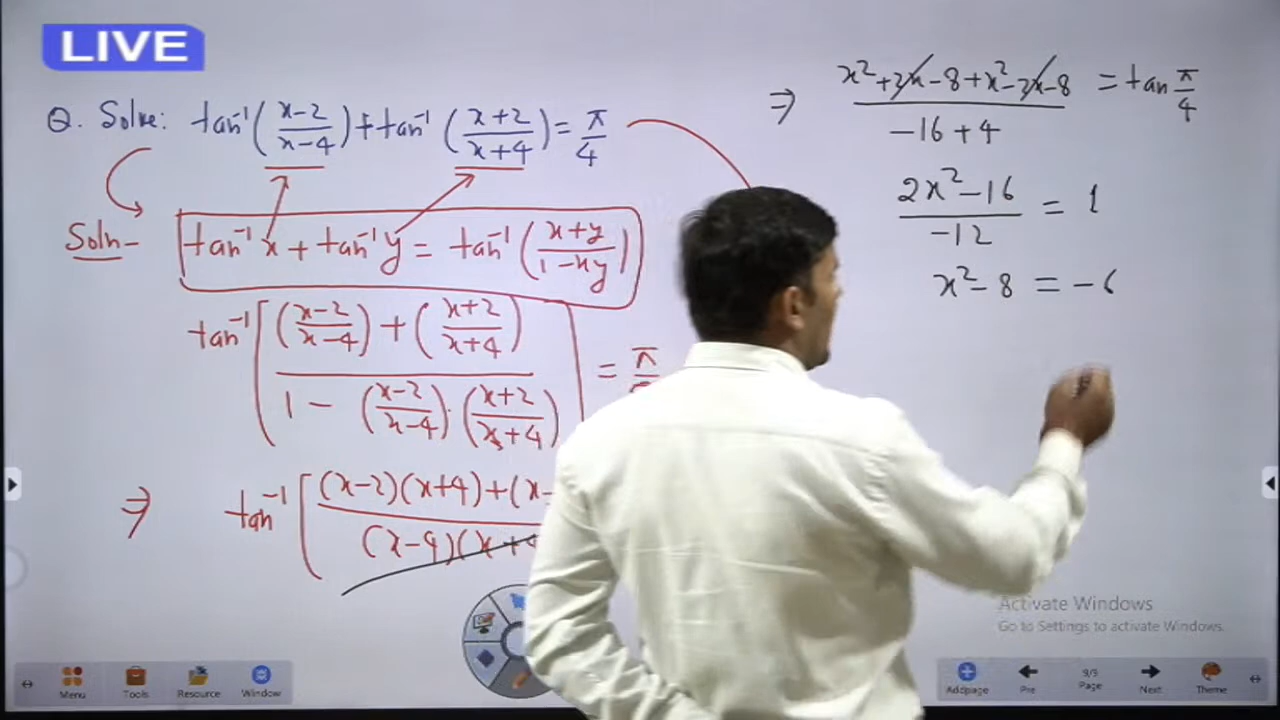 LIVE
Q. Solve: tan⁻¹((x-2)/(x-4)) + tan⁻¹((x+2)/(x+4)) = π/4
Soln- tan⁻¹x + tan⁻¹y = tan⁻¹((x+y)/(1-xy))
tan⁻¹[((x-2)/(x-4)) + ((x+2)/(x+4)) / 1 - ((x-2)/(x-4)).((x+2)/(x+4))] = π
⇒ tan⁻¹[(x-2)(x+4)+(x-
(x-4)(x+4
⇒ (x²+2x-8+x²-2x-8)/(-16+4) = tan π/4
(2x²-16)/(-12) = 1
x²-8 = -6
Activate Windows
Go to Settings to activate Windows.
Menu Tools Resource Window
Addpage Pre 9/9 Page Next Theme